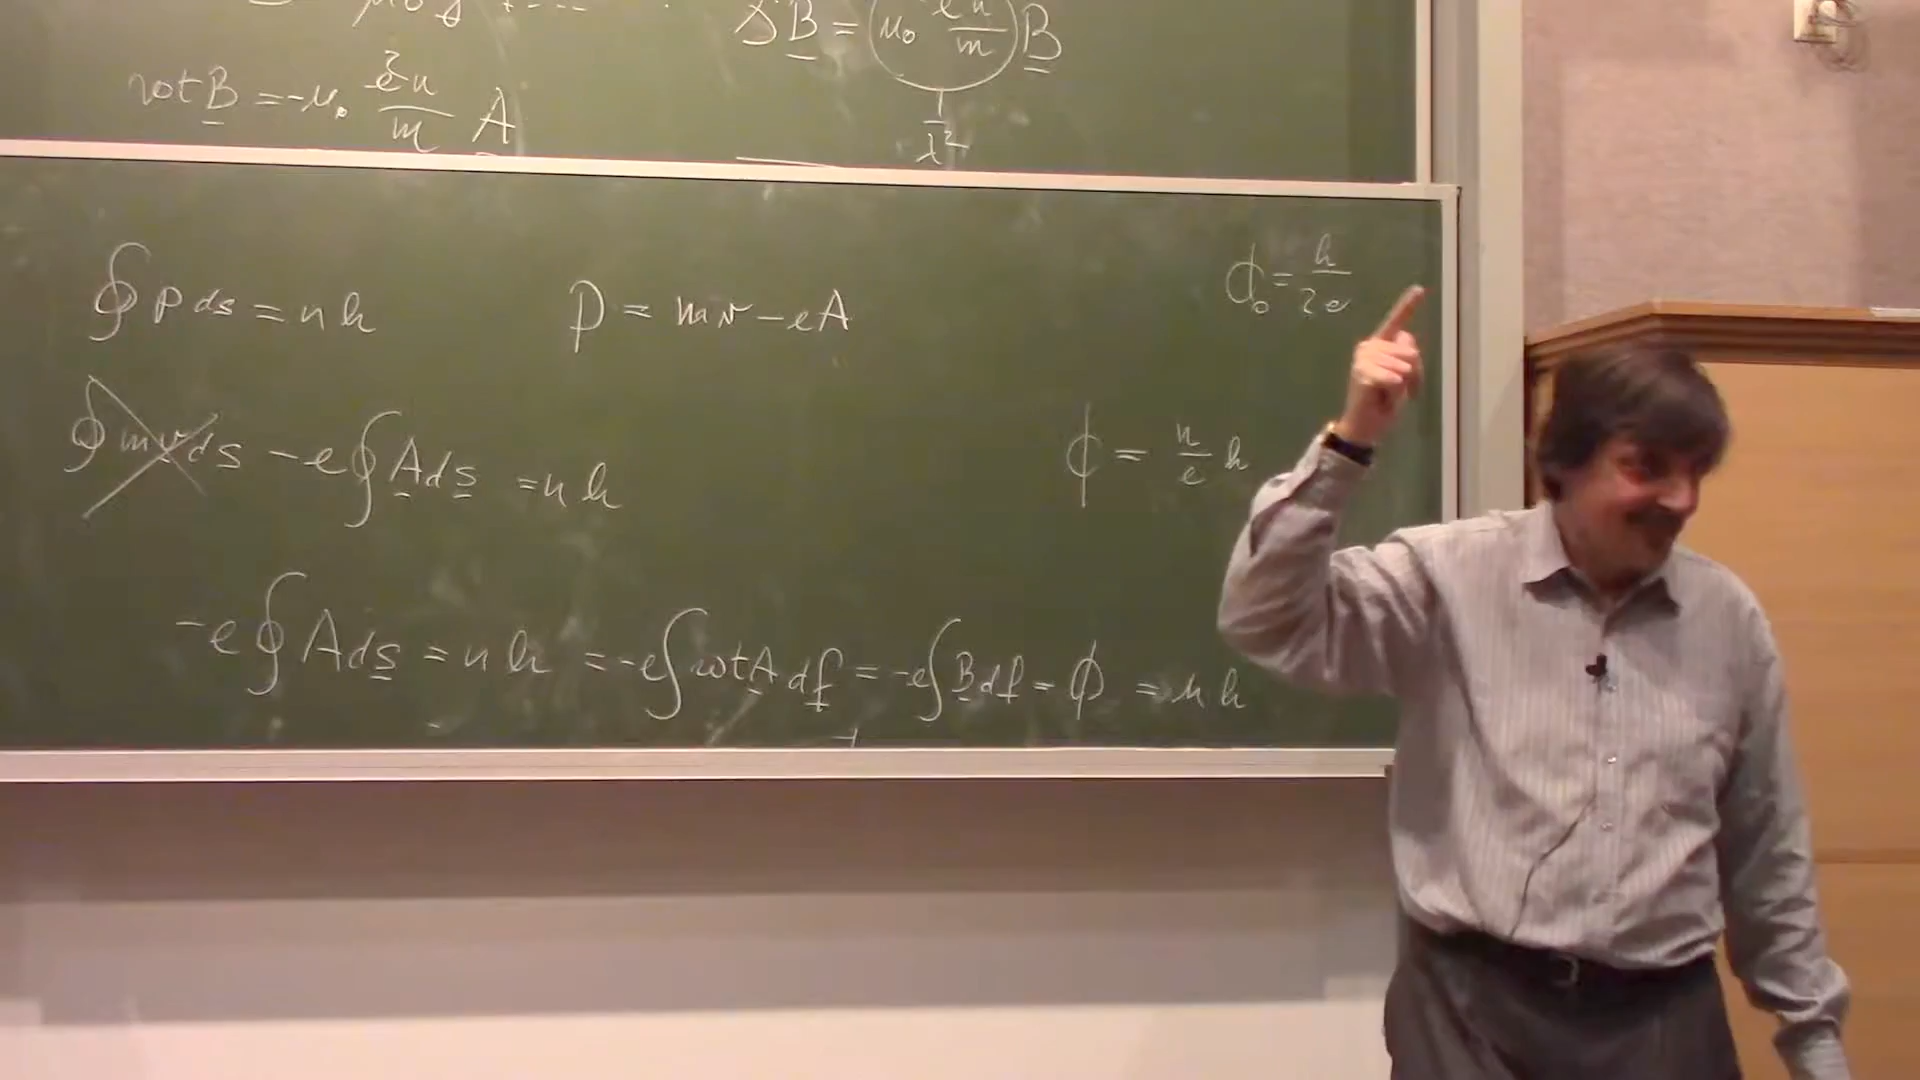 ΔB = μ₀ e²n/m B
rot B = -μ₀ e²n/m A
1/λ²
∮ p ds = n h
p = mv - eA
ϕ₀ = h/2e
∮ mv ds - e∮ A ds = n h
ϕ = n/e h
-e∮ A ds = n h = -e∫ rot A df = -e∫ B df = ϕ = n h